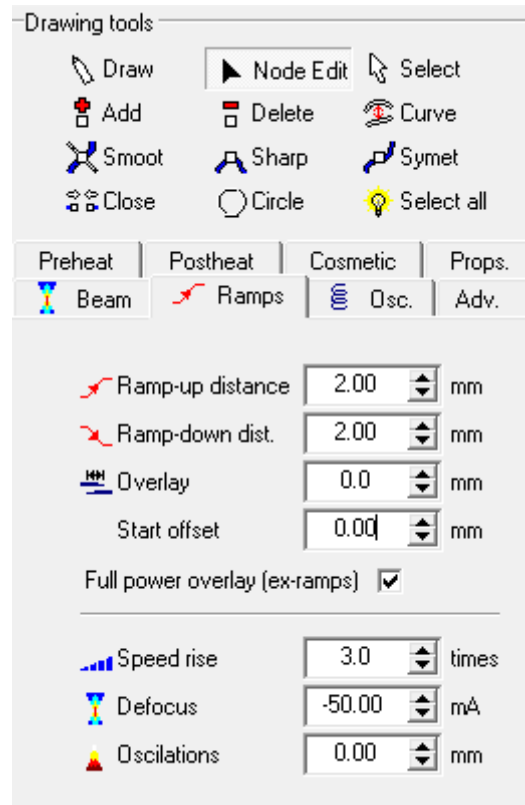 Drawing tools
Draw Node Edit Select
Add Delete Curve
Smoot Sharp Symet
Close Circle Select all
Preheat Postheat Cosmetic Props.
Beam Ramps Osc. Adv.
Ramp-up distance 2.00 mm
Ramp-down dist. 2.00 mm
Overlay 0.0 mm
Start offset 0.00 mm
Full power overlay (ex-ramps)
Speed rise 3.0 times
Defocus -50.00 mA
Oscilations 0.00 mm